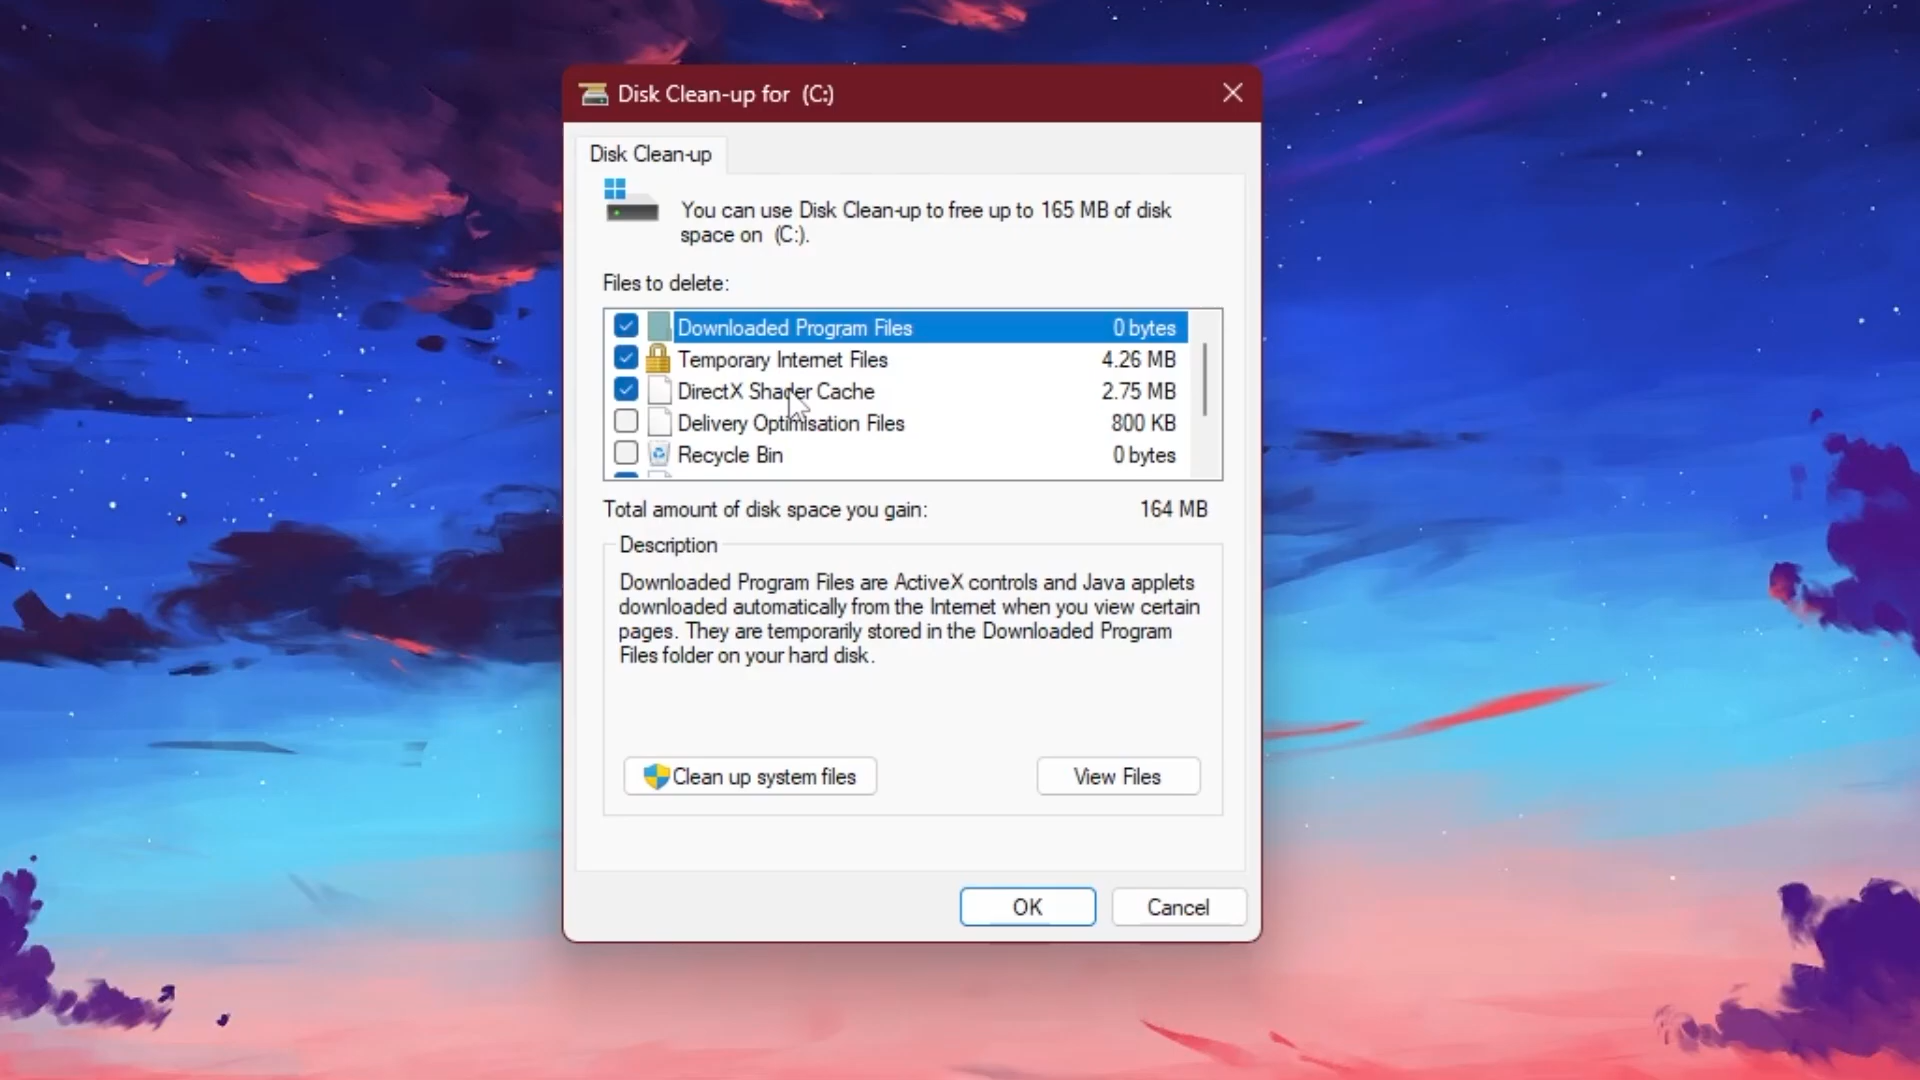 Disk Clean-up for (C:)
Disk Clean-up
You can use Disk Clean-up to free up to 165 MB of disk
space on (C:).
Files to delete:
Downloaded Program Files 0 bytes
Temporary Internet Files 4.26 MB
DirectX Shader Cache 2.75 MB
Delivery Optimisation Files 800 KB
Recycle Bin 0 bytes
Total amount of disk space you gain: 164 MB
Description
Downloaded Program Files are ActiveX controls and Java applets
downloaded automatically from the Internet when you view certain
pages. They are temporarily stored in the Downloaded Program
Files folder on your hard disk.
Clean up system files View Files
OK Cancel